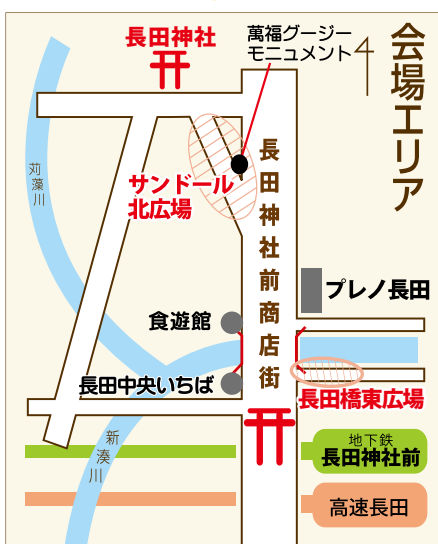 会場エリア
長田神社
萬福グージー
モニュメント
苅藻川
サンドール
北広場
長田神社前商店街
プレノ長田
食遊館
長田中央いちば
長田橋東広場
新湊川
地下鉄
長田神社前
高速長田